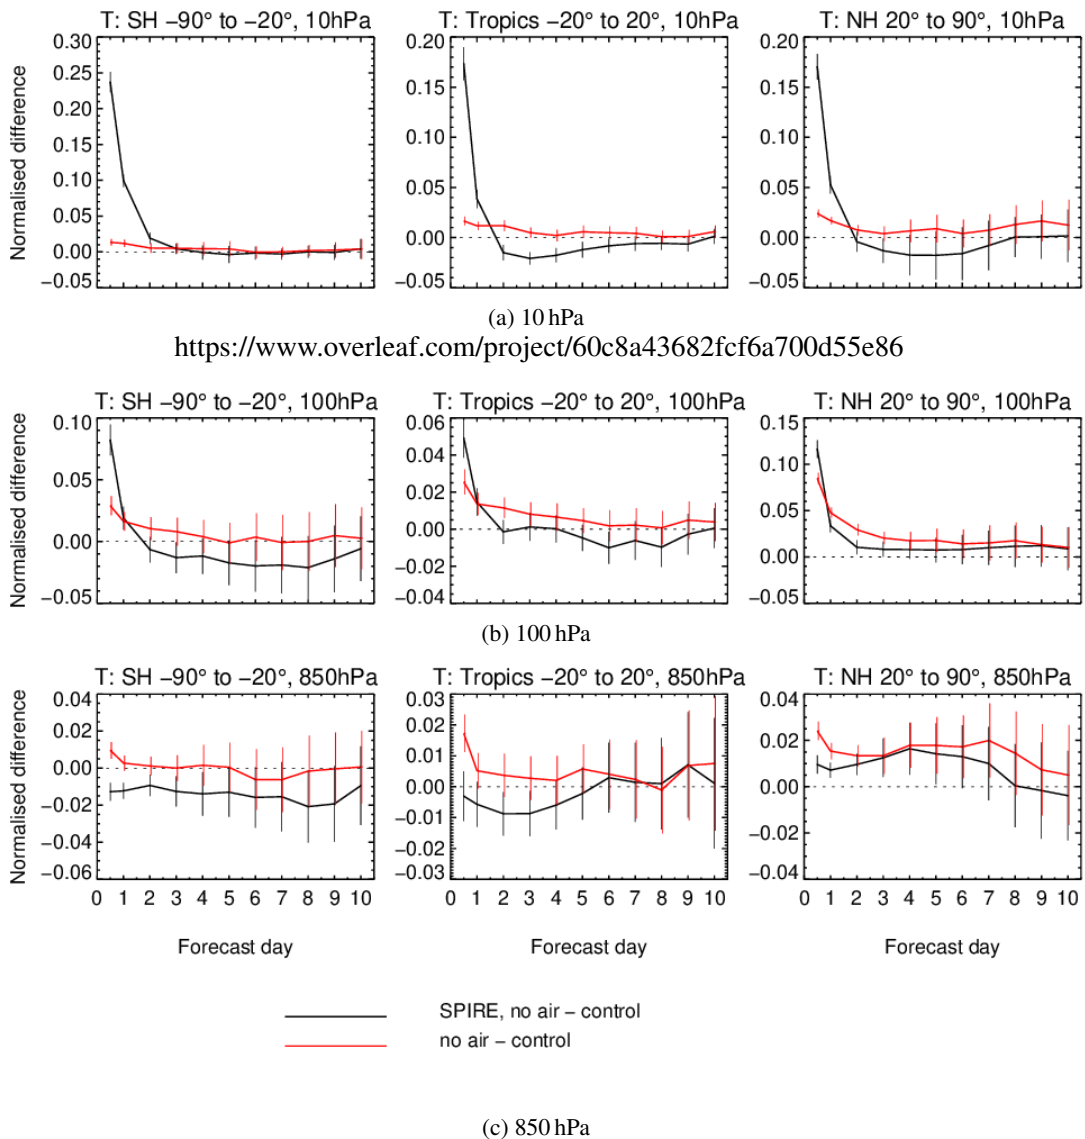 T: SH −90° to −20°, 10hPa
T: Tropics −20° to 20°, 10hPa
T: NH 20° to 90°, 10hPa
Normalised difference
0.30
0.25
0.20
0.15
0.10
0.05
0.00
−0.05
0.20
0.15
0.10
0.05
0.00
−0.05
0.20
0.15
0.10
0.05
0.00
−0.05
(a) 10 hPa
https://www.overleaf.com/project/60c8a43682fcf6a700d55e86
T: SH −90° to −20°, 100hPa
T: Tropics −20° to 20°, 100hPa
T: NH 20° to 90°, 100hPa
Normalised difference
0.10
0.05
0.00
−0.05
0.06
0.04
0.02
0.00
−0.02
−0.04
0.15
0.10
0.05
0.00
−0.05
(b) 100 hPa
T: SH −90° to −20°, 850hPa
T: Tropics −20° to 20°, 850hPa
T: NH 20° to 90°, 850hPa
Normalised difference
0.04
0.02
0.00
−0.02
−0.04
−0.06
0.03
0.02
0.01
0.00
−0.01
−0.02
−0.03
0.04
0.02
0.00
−0.02
−0.04
0 1 2 3 4 5 6 7 8 9 10
0 1 2 3 4 5 6 7 8 9 10
0 1 2 3 4 5 6 7 8 9 10
Forecast day
Forecast day
Forecast day
SPIRE, no air − control
no air − control
(c) 850 hPa